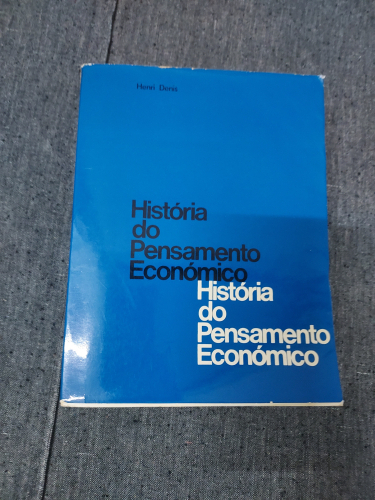 Henri Denis
História
do
Pensamento
Económico
História
do
Pensamento
Económico